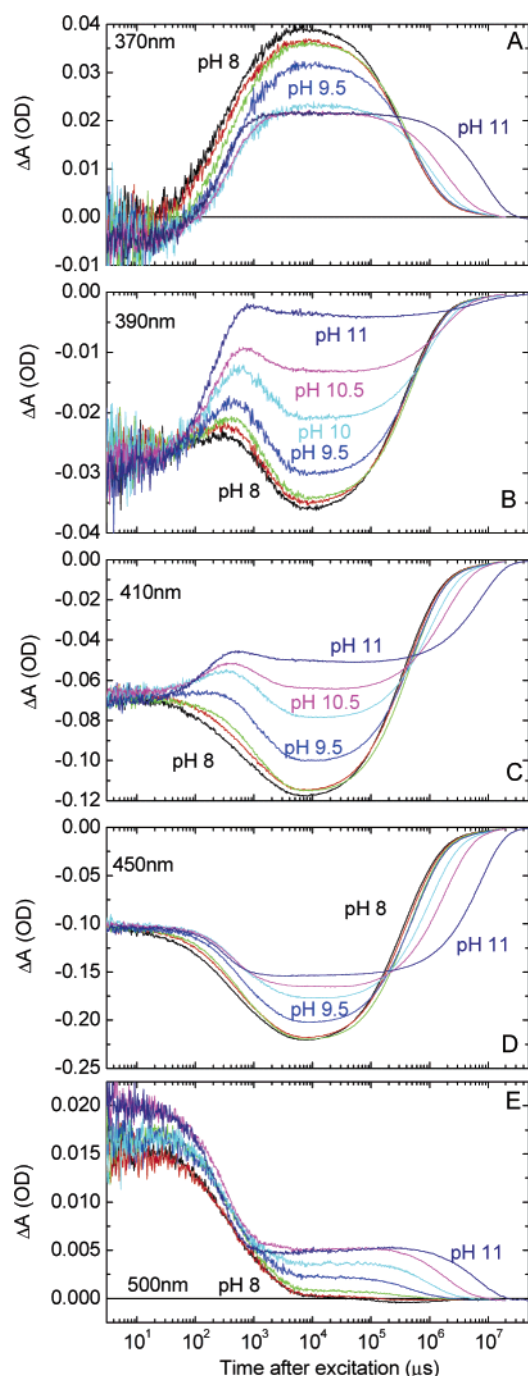 0.04
370nm
A
pH 8
0.03
pH 9.5
0.02
ΔA (OD)
0.01
pH 11
0.00
-0.01
0.00
390nm
pH 11
-0.01
pH 10.5
ΔA (OD)
-0.02
pH 10
pH 9.5
-0.03
pH 8
B
-0.04
0.00
410nm
-0.02
pH 11
-0.04
ΔA (OD)
-0.06
pH 10.5
-0.08
pH 9.5
-0.10
pH 8
C
-0.12
0.00
450nm
-0.05
pH 8
ΔA (OD)
-0.10
pH 11
-0.15
pH 9.5
-0.20
D
-0.25
E
0.020
0.015
ΔA (OD)
0.010
pH 11
0.005
pH 8
0.000
500nm
10¹ 10² 10³ 10⁴ 10⁵ 10⁶ 10⁷
Time after excitation (μs)